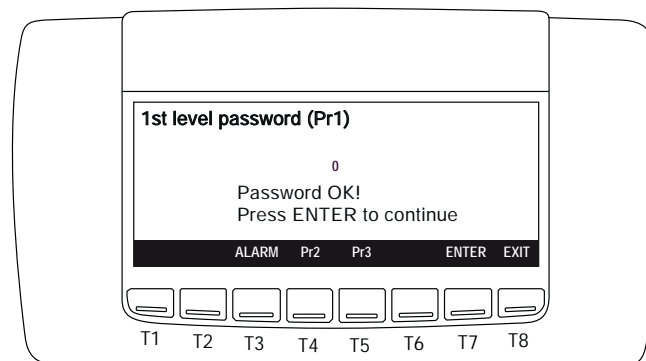 1st level password (Pr1)
0
Password OK!
Press ENTER to continue
ALARM Pr2 Pr3 ENTER EXIT
T1 T2 T3 T4 T5 T6 T7 T8